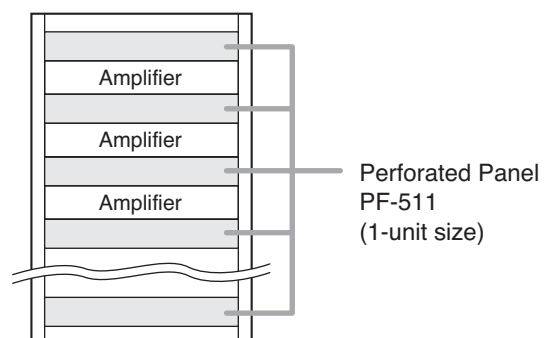 Amplifier
Amplifier
Amplifier
Perforated Panel
PF-511
(1-unit size)